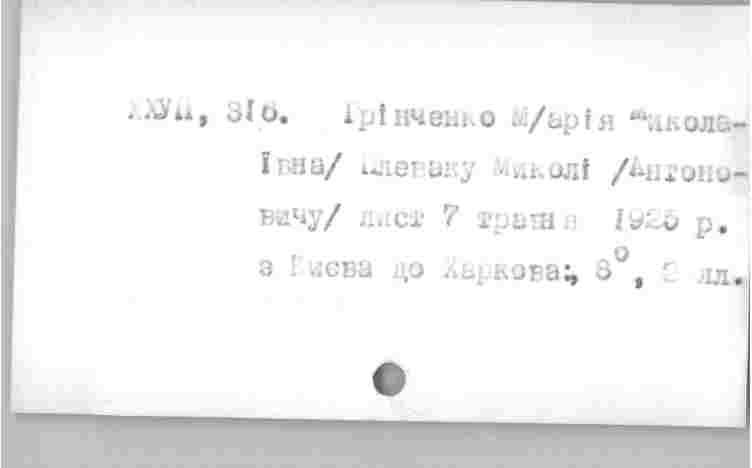 ХХУП, 316. Грінченко М/арія Микола-
ївна/ Плеваку Миколі /Антоно-
вичу/ лист 7 травня 1925 р.
з Києва до Харкова:, 8°, 2 лл.